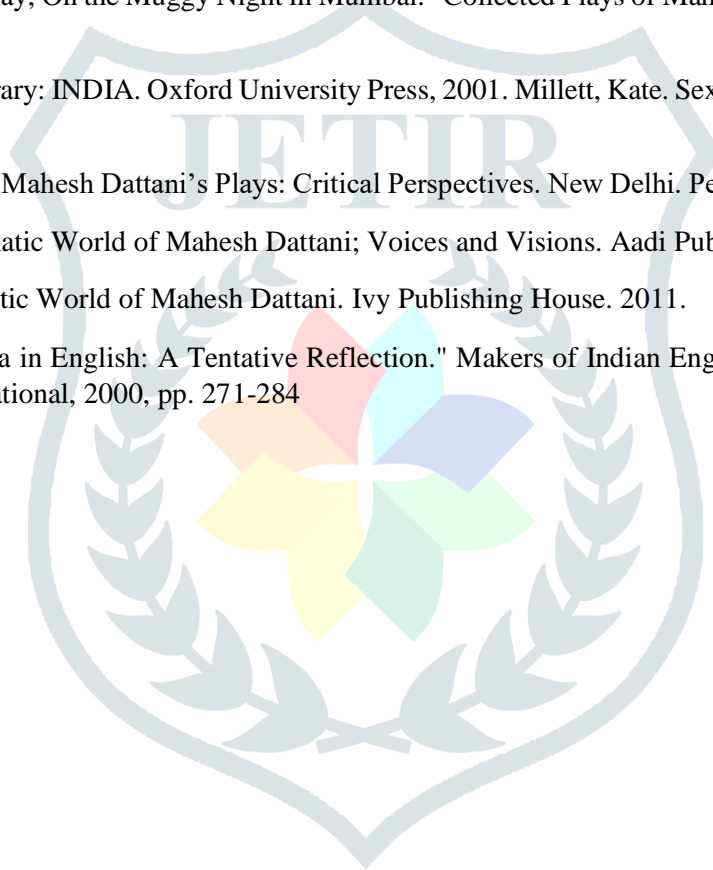 ay, On the Muggy Night in Mumbai." Collected Plays of
rary: INDIA. Oxford University Press, 2001. Millett, Kate. Sex
JETIR
Mahesh Dattani's Plays: Critical Perspectives. New Delhi. Pe
atic World of Mahesh Dattani; Voices and Visions. Aadi Pub
tic World of Mahesh Dattani. Ivy Publishing House. 2011.
a in English: A Tentative Reflection." Makers of Indian Eng
ational, 2000, pp. 271-284